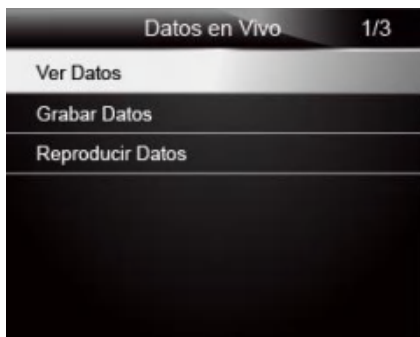 Datos en Vivo 1/3
Ver Datos
Grabar Datos
Reproducir Datos